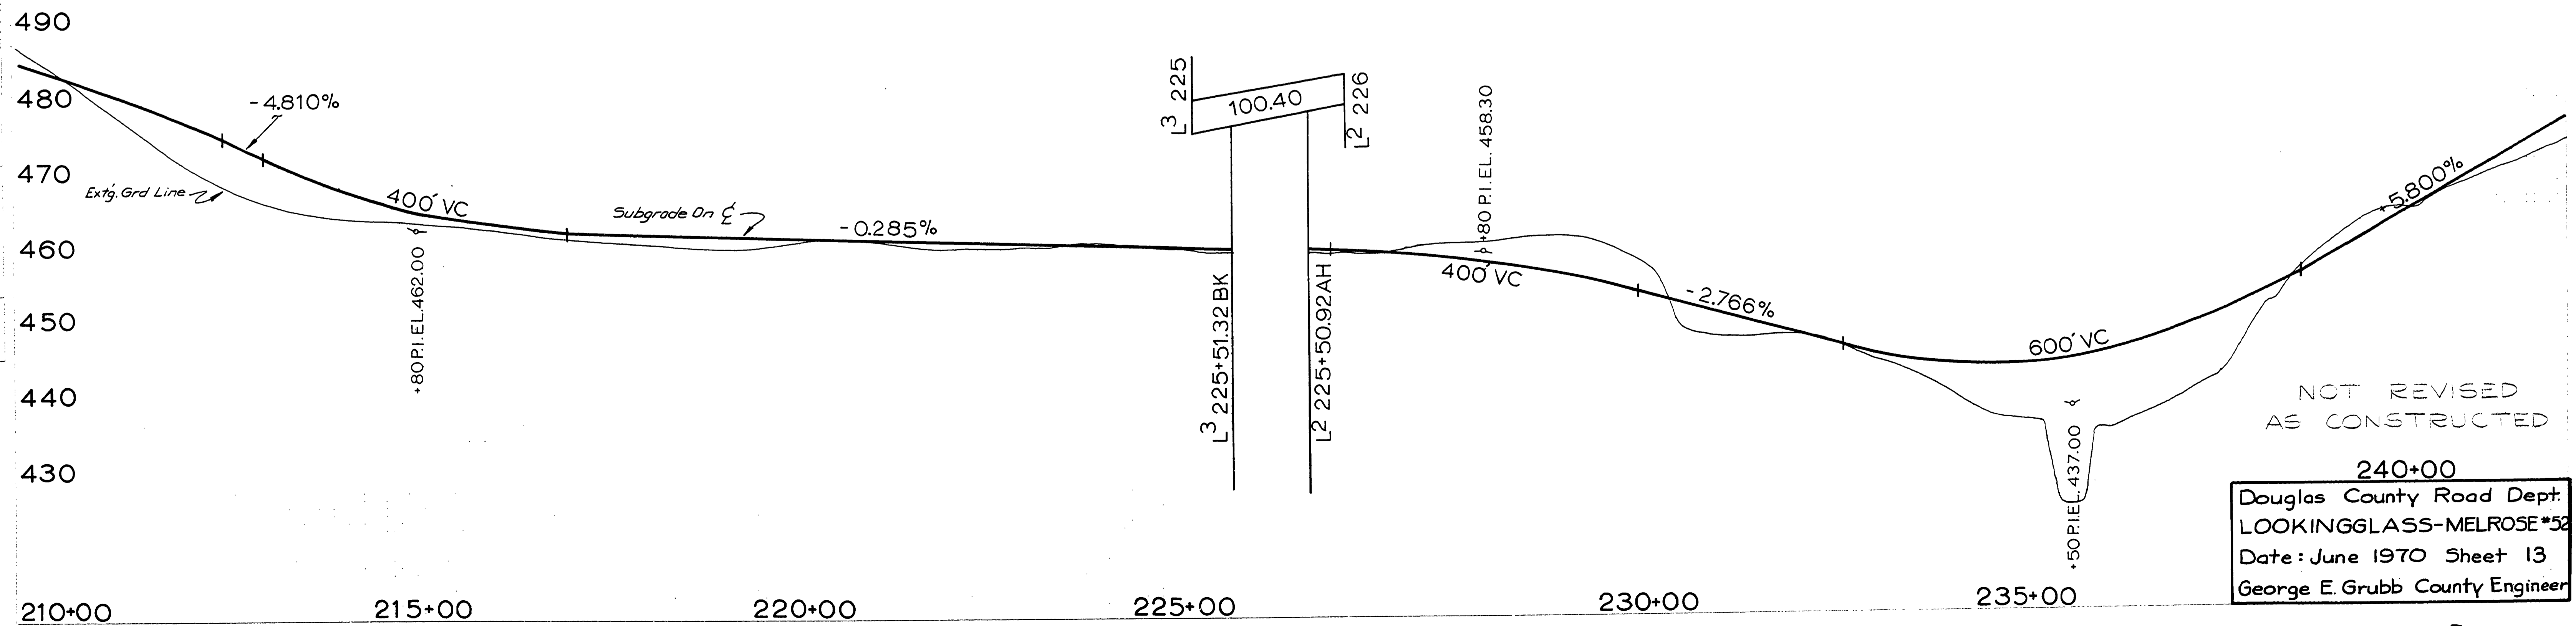 490
480
470
460
450
440
430
-4.810%
Ext'g. Grd Line
400' VC
+80 P.I. EL. 462.00
Subgrade On ℄
-0.285%
L3 225
100.40
L2 226
L3 225+51.32 BK
L2 225+50.92 AH
+80 P.I. EL. 458.30
400' VC
-2.766%
600' VC
+50 P.I. EL. 437.00
+5.800%
NOT REVISED
AS CONSTRUCTED
240+00
Douglas County Road Dept.
LOOKINGGLASS-MELROSE #52
Date: June 1970 Sheet 13
George E. Grubb County Engineer
210+00
215+00
220+00
225+00
230+00
235+00